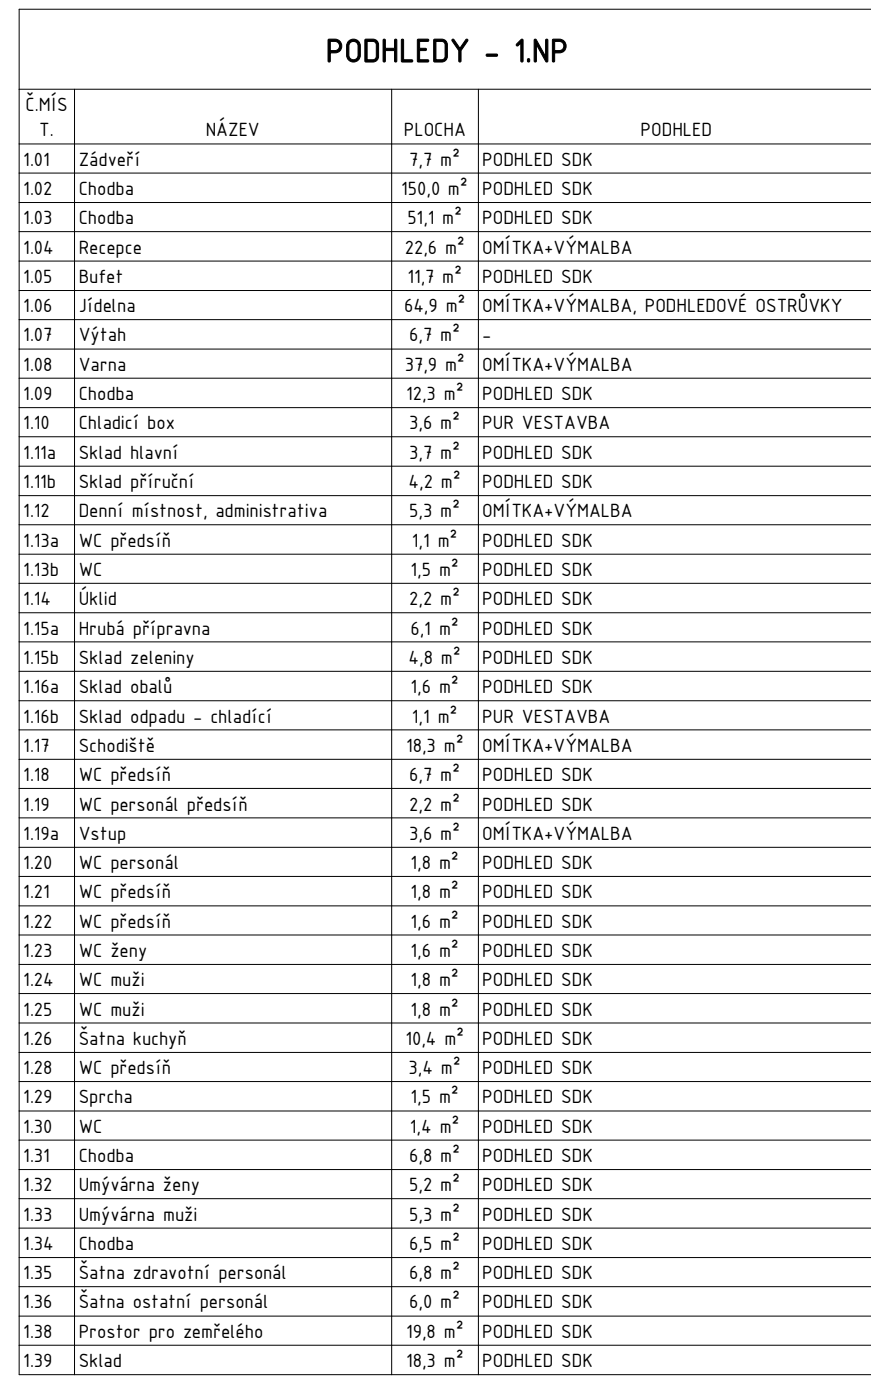 PODHLEDY - 1.NP
Č.MÍS
T. NÁZEV PLOCHA PODHLED
1.01 Zádveří 7,7 m² PODHLED SDK
1.02 Chodba 150,0 m² PODHLED SDK
1.03 Chodba 51,1 m² PODHLED SDK
1.04 Recepce 22,6 m² OMÍTKA+VÝMALBA
1.05 Bufet 11,7 m² PODHLED SDK
1.06 Jídelna 64,9 m² OMÍTKA+VÝMALBA, PODHLEDOVÉ OSTRŮVKY
1.07 Výtah 6,7 m² -
1.08 Varna 37,9 m² OMÍTKA+VÝMALBA
1.09 Chodba 12,3 m² PODHLED SDK
1.10 Chladicí box 3,6 m² PUR VESTAVBA
1.11a Sklad hlavní 3,7 m² PODHLED SDK
1.11b Sklad příruční 4,2 m² PODHLED SDK
1.12 Denní místnost, administrativa 5,3 m² OMÍTKA+VÝMALBA
1.13a WC předsíň 1,1 m² PODHLED SDK
1.13b WC 1,5 m² PODHLED SDK
1.14 Úklid 2,2 m² PODHLED SDK
1.15a Hrubá přípravna 6,1 m² PODHLED SDK
1.15b Sklad zeleniny 4,8 m² PODHLED SDK
1.16a Sklad obalů 1,6 m² PODHLED SDK
1.16b Sklad odpadu - chladící 1,1 m² PUR VESTAVBA
1.17 Schodiště 18,3 m² OMÍTKA+VÝMALBA
1.18 WC předsíň 6,7 m² PODHLED SDK
1.19 WC personál předsíň 2,2 m² PODHLED SDK
1.19a Vstup 3,6 m² OMÍTKA+VÝMALBA
1.20 WC personál 1,8 m² PODHLED SDK
1.21 WC předsíň 1,8 m² PODHLED SDK
1.22 WC předsíň 1,6 m² PODHLED SDK
1.23 WC ženy 1,6 m² PODHLED SDK
1.24 WC muži 1,8 m² PODHLED SDK
1.25 WC muži 1,8 m² PODHLED SDK
1.26 Šatna kuchyň 10,4 m² PODHLED SDK
1.28 WC předsíň 3,4 m² PODHLED SDK
1.29 Sprcha 1,5 m² PODHLED SDK
1.30 WC 1,4 m² PODHLED SDK
1.31 Chodba 6,8 m² PODHLED SDK
1.32 Umývárna ženy 5,2 m² PODHLED SDK
1.33 Umývárna muži 5,3 m² PODHLED SDK
1.34 Chodba 6,5 m² PODHLED SDK
1.35 Šatna zdravotní personál 6,8 m² PODHLED SDK
1.36 Šatna ostatní personál 6,0 m² PODHLED SDK
1.38 Prostor pro zemřelého 19,8 m² PODHLED SDK
1.39 Sklad 18,3 m² PODHLED SDK